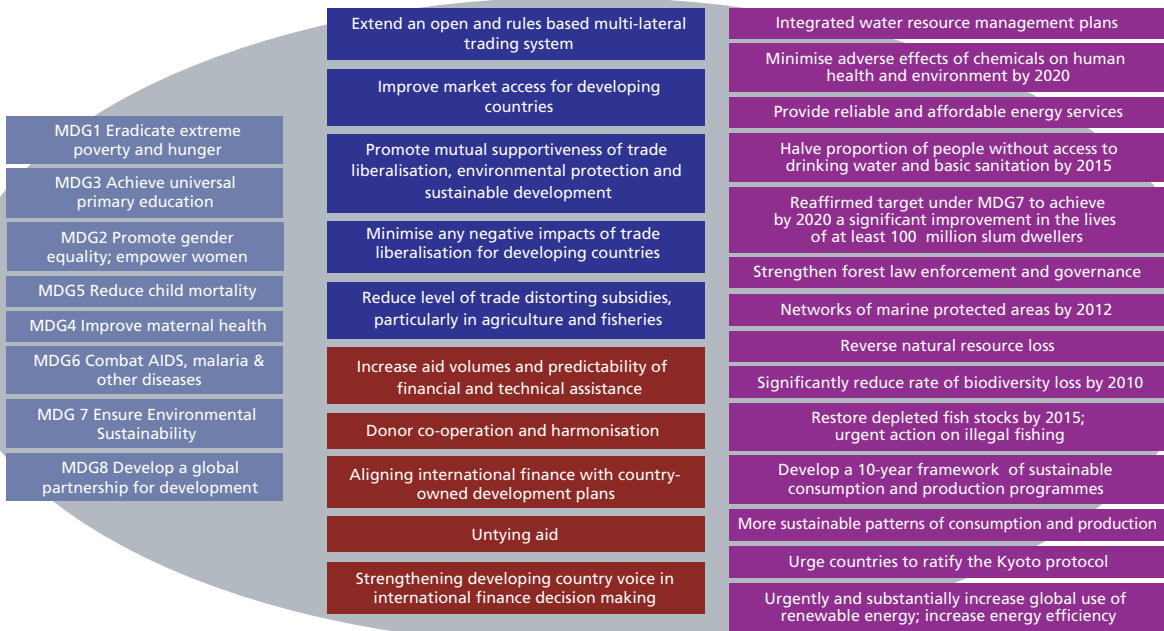 MDG1 Eradicate extreme
poverty and hunger
MDG3 Achieve universal
primary education
MDG2 Promote gender
equality; empower women
MDG5 Reduce child mortality
MDG4 Improve maternal health
MDG6 Combat AIDS, malaria &
other diseases
MDG 7 Ensure Environmental
Sustainability
MDG8 Develop a global
partnership for development
Extend an open and rules based multi-lateral
trading system
Improve market access for developing
countries
Promote mutual supportiveness of trade
liberalisation, environmental protection and
sustainable development
Minimise any negative impacts of trade
liberalisation for developing countries
Reduce level of trade distorting subsidies,
particularly in agriculture and fisheries
Increase aid volumes and predictability of
financial and technical assistance
Donor co-operation and harmonisation
Aligning international finance with country-
owned development plans
Untying aid
Strengthening developing country voice in
international finance decision making
Integrated water resource management plans
Minimise adverse effects of chemicals on human
health and environment by 2020
Provide reliable and affordable energy services
Halve proportion of people without access to
drinking water and basic sanitation by 2015
Reaffirmed target under MDG7 to achieve
by 2020 a significant improvement in the lives
of at least 100 million slum dwellers
Strengthen forest law enforcement and governance
Networks of marine protected areas by 2012
Reverse natural resource loss
Significantly reduce rate of biodiversity loss by 2010
Restore depleted fish stocks by 2015;
urgent action on illegal fishing
Develop a 10-year framework of sustainable
consumption and production programmes
More sustainable patterns of consumption and production
Urge countries to ratify the Kyoto protocol
Urgently and substantially increase global use of
renewable energy; increase energy efficiency